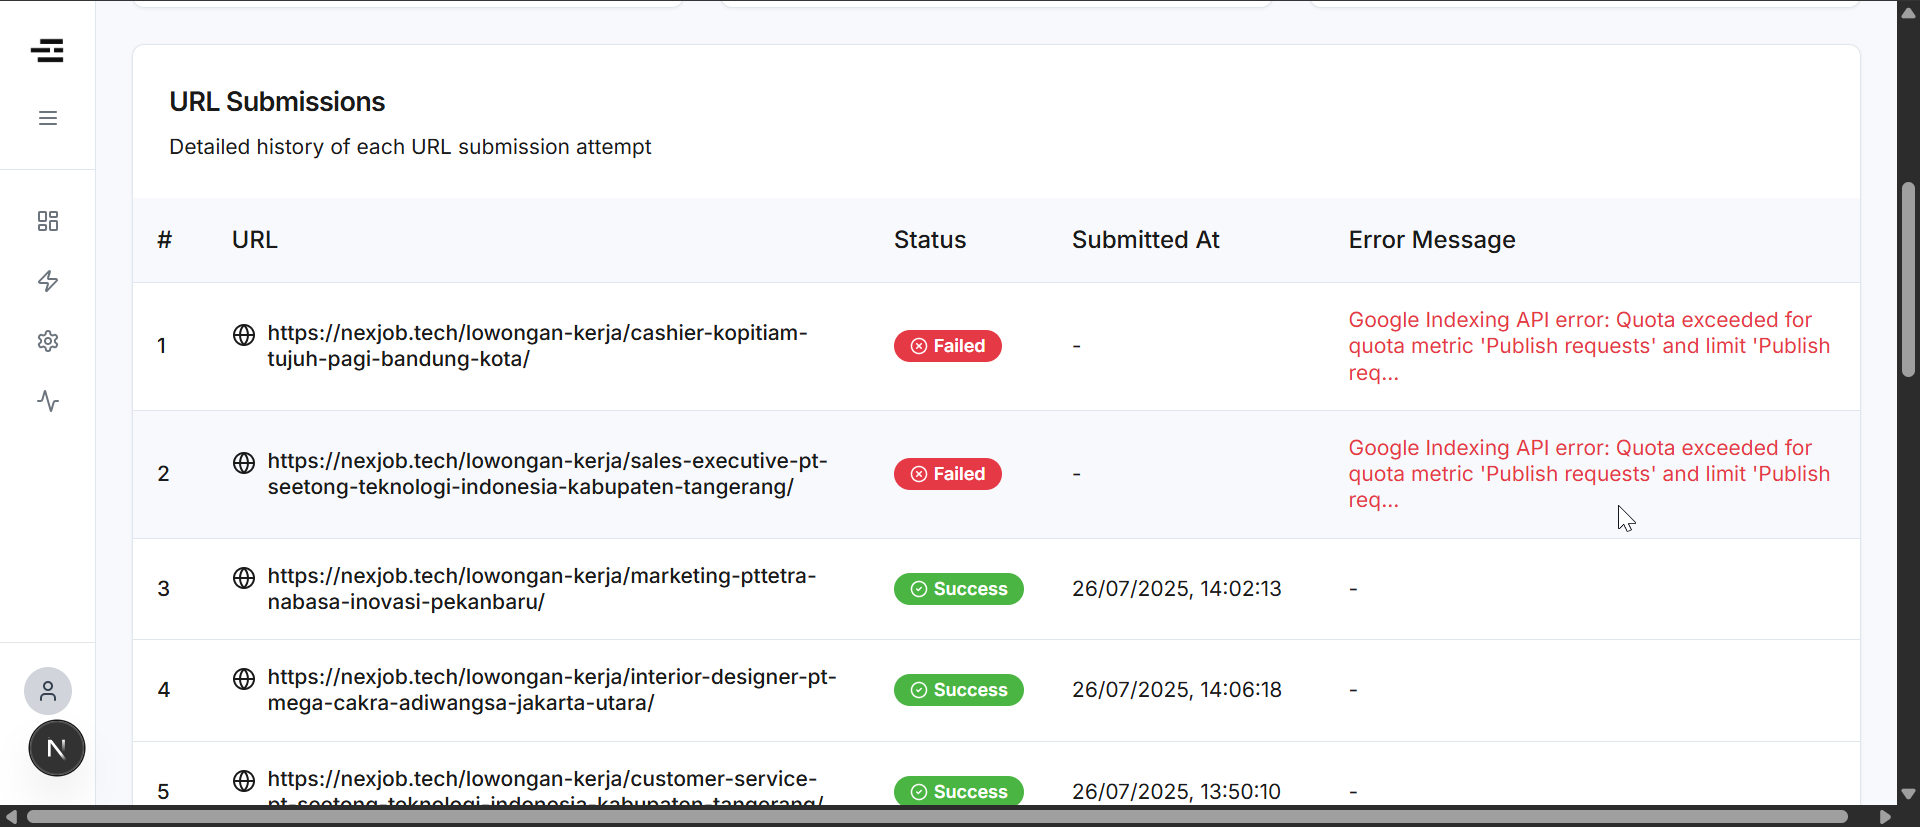 URL Submissions
Detailed history of each URL submission attempt
# URL Status Submitted At Error Message
1
https://nexjob.tech/lowongan-kerja/cashier-kopitiam-
tujuh-pagi-bandung-kota/
Failed
-
Google Indexing API error: Quota exceeded for
quota metric 'Publish requests' and limit 'Publish
req...
2
https://nexjob.tech/lowongan-kerja/sales-executive-pt-
seetong-teknologi-indonesia-kabupaten-tangerang/
Failed
-
Google Indexing API error: Quota exceeded for
quota metric 'Publish requests' and limit 'Publish
req...
3
https://nexjob.tech/lowongan-kerja/marketing-pttetra-
nabasa-inovasi-pekanbaru/
Success
26/07/2025, 14:02:13
-
4
https://nexjob.tech/lowongan-kerja/interior-designer-pt-
mega-cakra-adiwangsa-jakarta-utara/
Success
26/07/2025, 14:06:18
-
5
https://nexjob.tech/lowongan-kerja/customer-service-
pt-seetong-teknologi-indonesia-kabupaten-tangerang/
Success
26/07/2025, 13:50:10
-
N